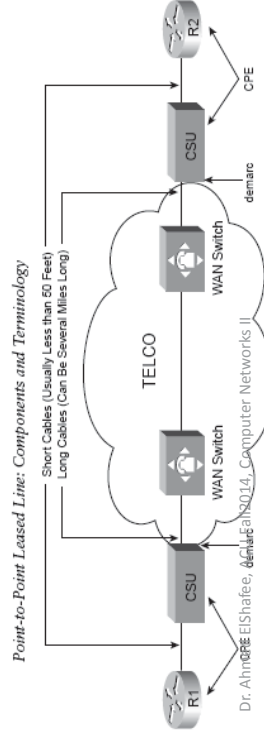 Point-to-Point Leased Line: Components and Terminology
Short Cables (Usually Less than 50 Feet)
Long Cables (Can Be Several Miles Long)
TELCO
R1
CSU
WAN Switch
WAN Switch
CSU
R2
CPE
demarc
demarc
CPE
Dr. Ahmed ElShafee, ACU Fall2014, Computer Networks II